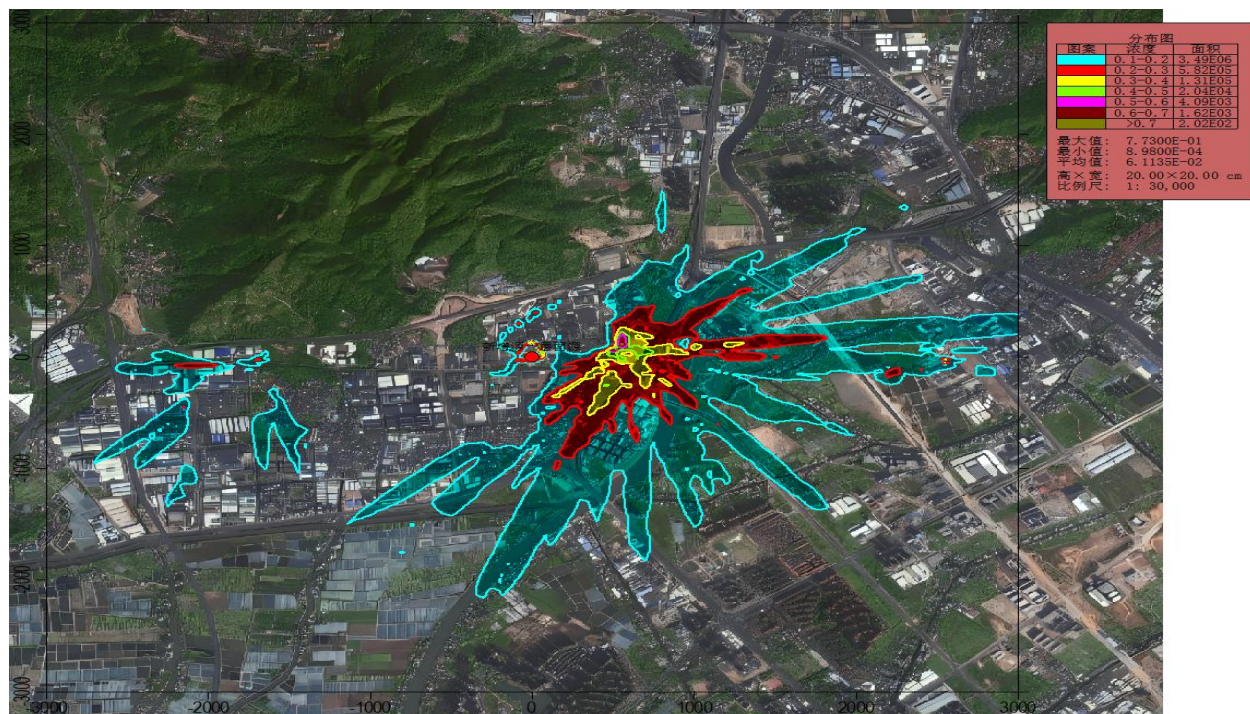 分布图
图案 浓度 面积
0.1-0.2 3.49E06
0.2-0.3 5.82E05
0.3-0.4 1.31E05
0.4-0.5 2.04E04
0.5-0.6 4.09E03
0.6-0.7 1.62E03
>0.7 2.02E02
最大值: 7.7300E-01
最小值: 8.9800E-04
平均值: 6.1135E-02
高×宽: 20.00×20.00 cm
比例尺: 1: 30,000
3000
2000
1000
0
-1000
-2000
-3000
-3000 -2000 -1000 0 1000 2000 3000